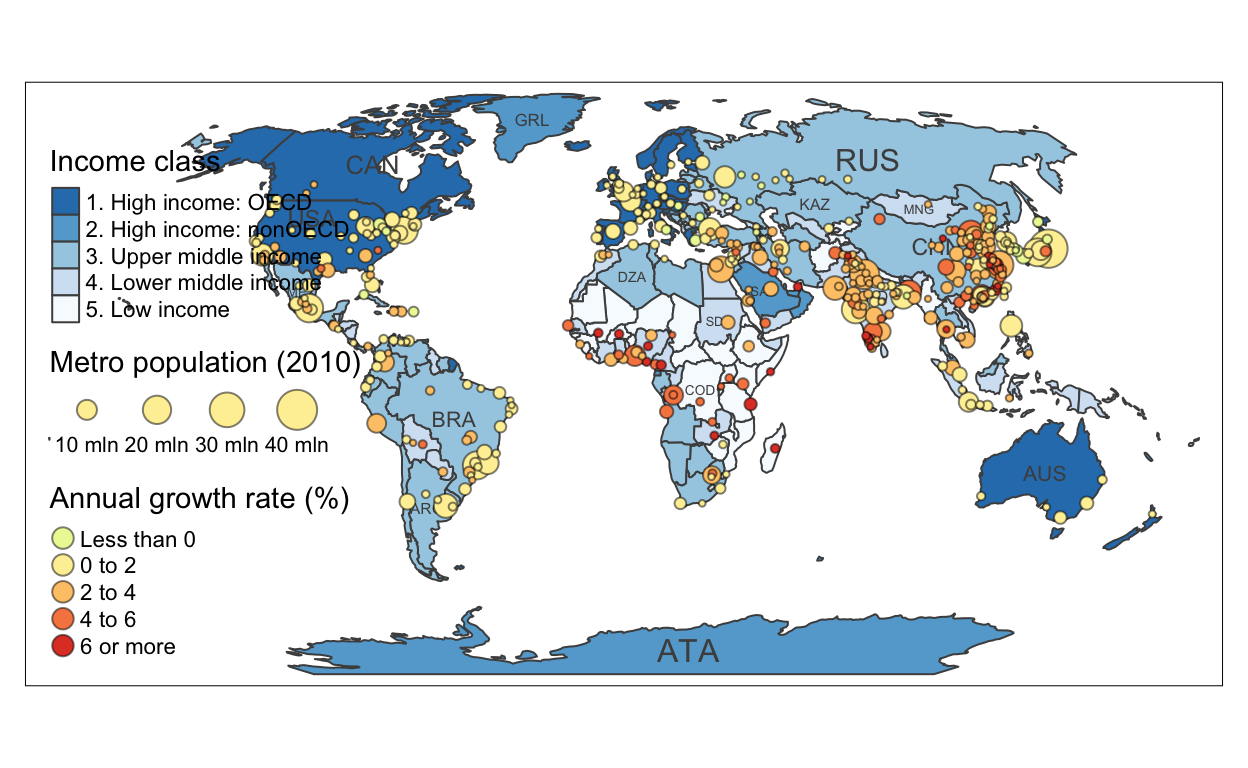 GRL
RUS
CAN
Income class
1. High income: OECD
KAZ
MNG
USA
2. High income: nonOECD
3. Upper middle income
DZA
4. Lower middle income
5. Low income
Metro population (2010)
COD
10 mln 20 mln 30 mln 40 mln
BRA
AUS
Annual growth rate (%)
Less than 0
0 to 2
2 to 4
4 to 6
6 or more
ATA